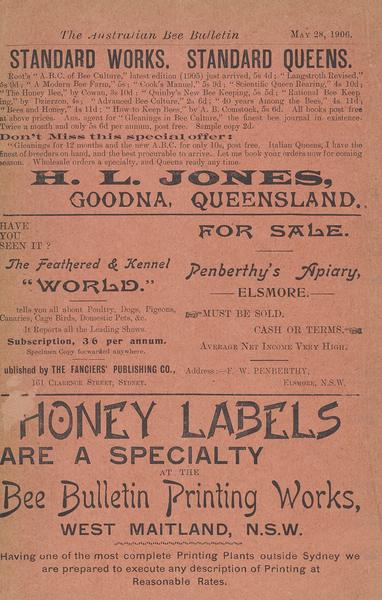 The Australian Bee Bulletin May 28, 1906.
STANDARD WORKS. STANDARD QUEENS.
Root's "A.B.C. of Bee Culture," latest edition (1905) just arrived, 5s 4d; "Langstroth Revised,"
5s 0d; "A Modern Bee Farm," 5s; "Cook's Manual," 5s 9d; "Scientific Queen Rearing," 4s 10d;
"The Honey Bee," by Cowan, 3s 10d; "Quinby's New Bee Keeping, 5s 5d; "Rational Bee Keep
ing," by Dzierzon, 4s; "Advanced Bee-Culture," 2s 6d; "40 years Among the Bees," 4s 11d;
"Bees and Honey," 4s 11d; "How to Keep Bees," by A B. Comstock, 5s 6d. All books post free
at above prices. Aus. agent for "Gleanings in Bee Culture," the finest bee journal in existence.
Twice a month and only 5s 6d per annum, post free. Sample copy 2d.
Don't Miss this special offer:
"Gleanings for 12 months and the new A.B.C. for only 10s, post free. Italian Queens, I have the
finest of breeders on hand, and the best procurable to arrive. Let me book your orders now for coming
season. Wholesale orders a specialty, and Queens ready any time.
H. L. JONES,
GOODNA, QUEENSLAND.
HAVE
YOU
SEEN IT?
The Feathered & Kennel
"WORLD."
tells you all about Poultry, Dogs, Pigeons,
Canaries, Cage Birds, Domestic Pets, &c.
It Reports all the Leading Shows.
Subscription, 3/6 per annum.
Specimen Copy forwarded anywhere.
ublished by THE FANCIERS' PUBLISHING CO.,
161 Clarence Street, Sydney.
FOR SALE.
Penberthy's Apiary,
ELSMORE.
MUST BE SOLD.
CASH OR TERMS.
Average Net Income Very High.
Address:—F. W. PENBERTHY,
Elsmore, N.S.W.
HONEY LABELS
ARE A SPECIALTY
AT THE
Bee Bulletin Printing Works,
WEST MAITLAND, N.S.W.
Having one of the most complete Printing Plants outside Sydney we
are prepared to execute any description of Printing at
Reasonable Rates.